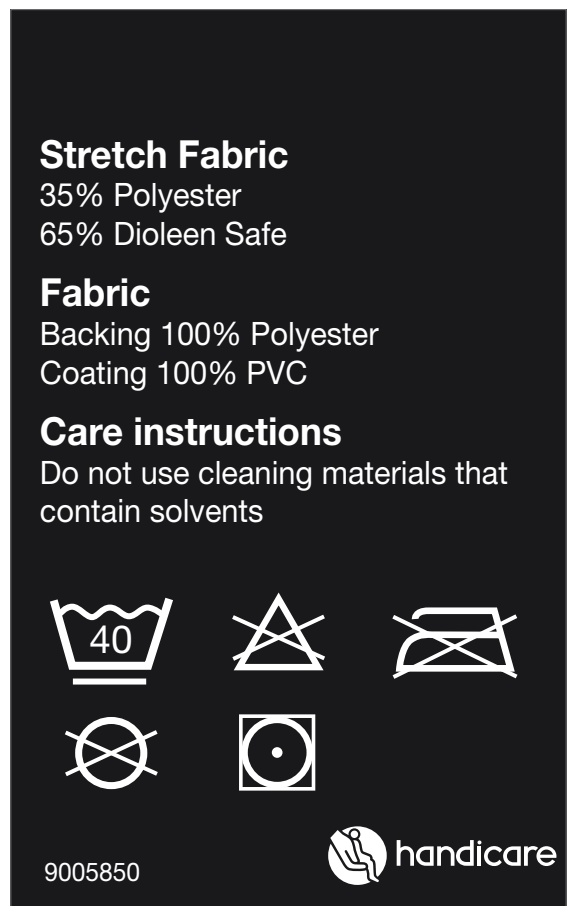 Stretch Fabric
35% Polyester
65% Dioleen Safe
Fabric
Backing 100% Polyester
Coating 100% PVC
Care instructions
Do not use cleaning materials that
contain solvents
40
9005850
handicare